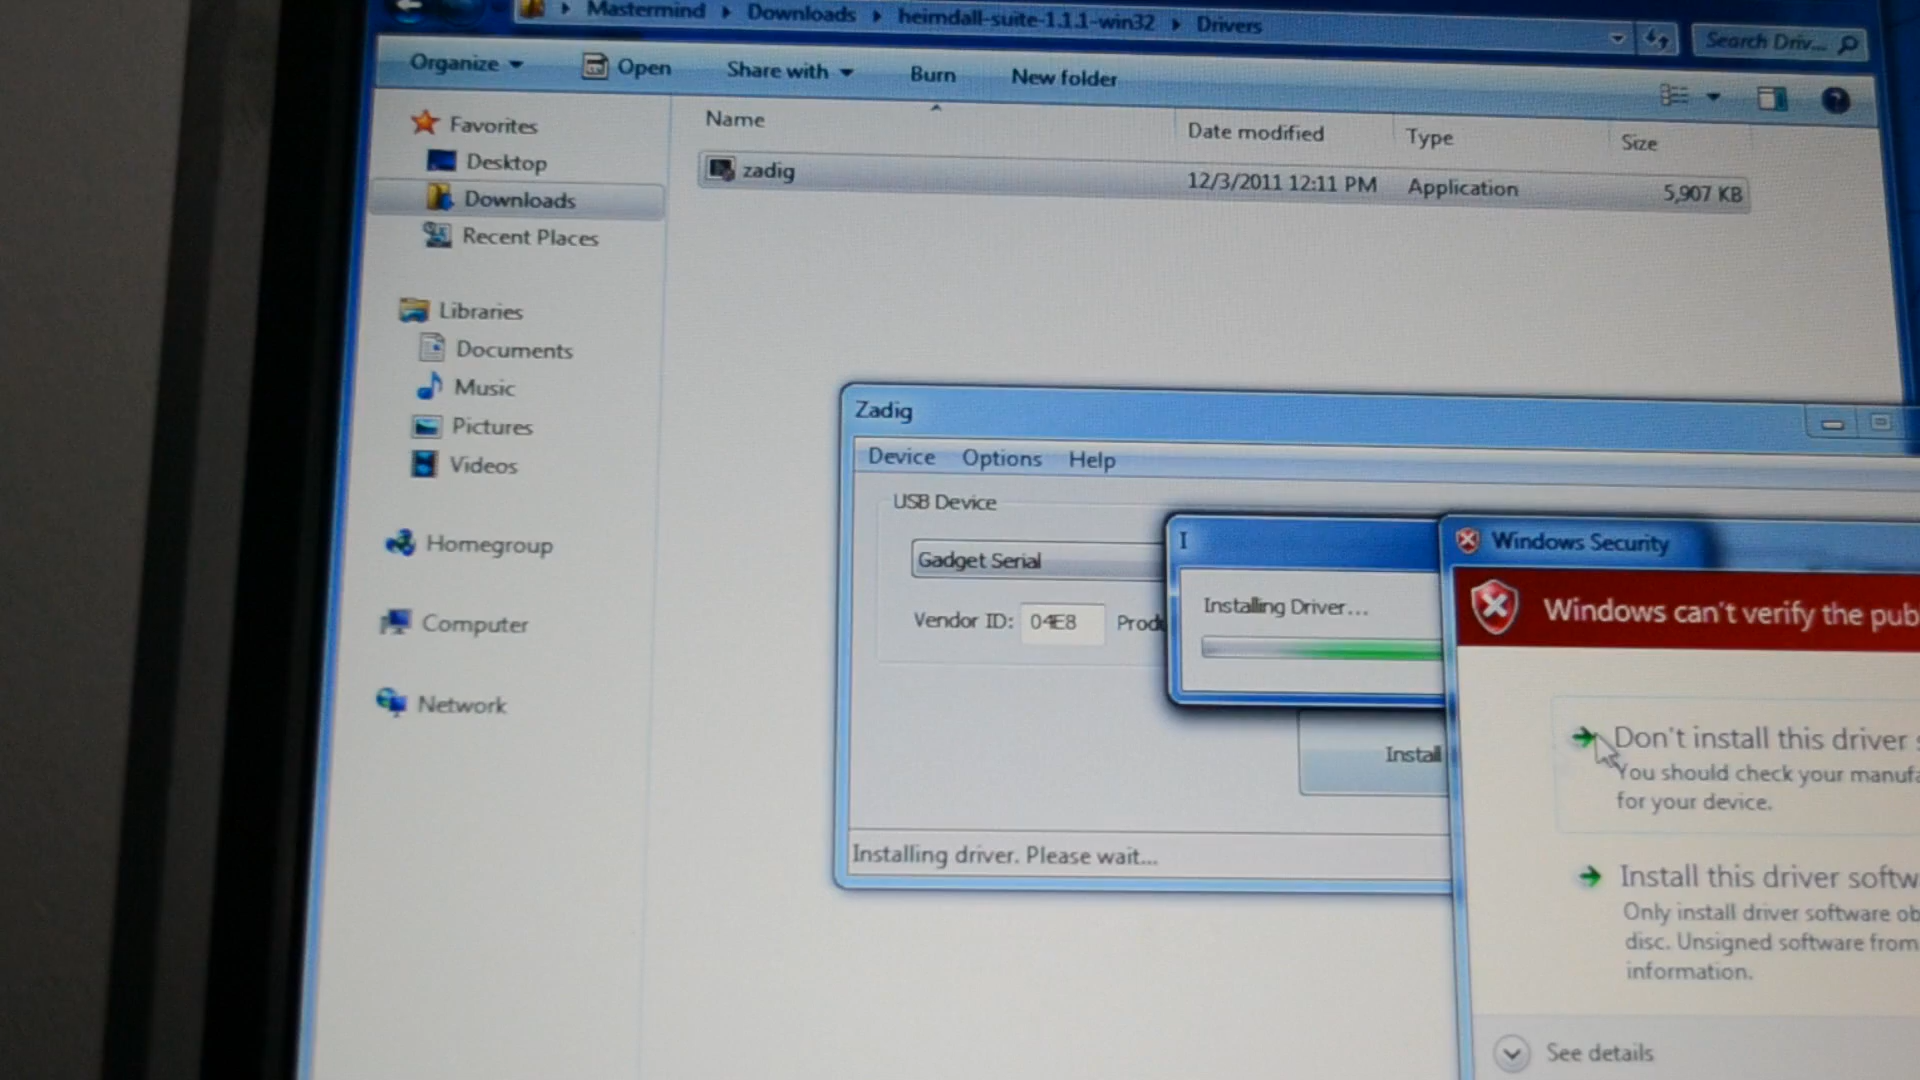 Mastermind Downloads heimdall-suite-1.1.1-win32 Drivers
Search Driv...
Organize Open Share with Burn New folder
Name Date modified Type Size
zadig 12/3/2011 12:11 PM Application 5,907 KB
Favorites
Desktop
Downloads
Recent Places
Libraries
Documents
Music
Pictures
Videos
Homegroup
Computer
Network
Zadig
Device Options Help
USB Device
Gadget Serial
Vendor ID: 04E8 Produ
Install
Installing driver. Please wait...
I
Installing Driver...
Windows Security
Windows can't verify the pub
Don't install this driver s
You should check your manufa
for your device.
Install this driver softw
Only install driver software ob
disc. Unsigned software from
information.
See details